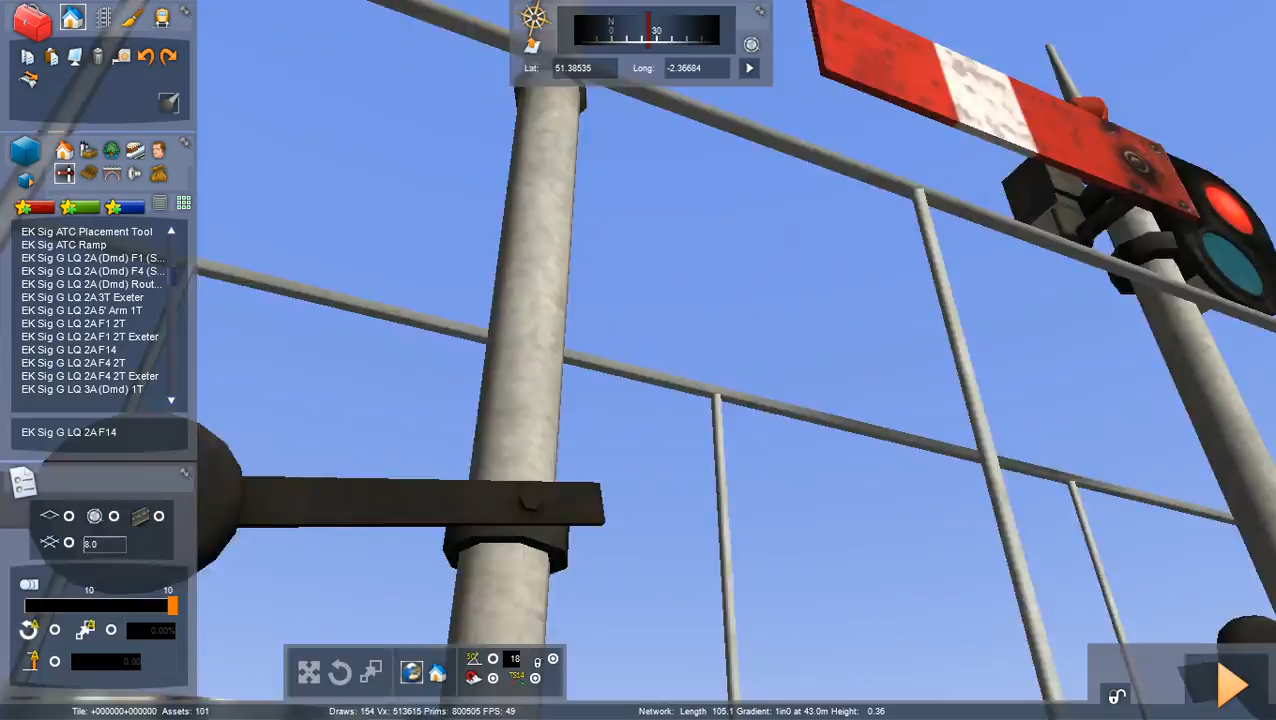 N
0 30
Lat: 51.38535 Long: -2.36684
EK Sig ATC Placement Tool
EK Sig ATC Ramp
EK Sig G LQ 2A(Dmd) F1 (S...
EK Sig G LQ 2A(Dmd) F4 (S...
EK Sig G LQ 2A(Dmd) Rout...
EK Sig G LQ 2A 3T Exeter
EK Sig G LQ 2A 5' Arm 1T
EK Sig G LQ 2A F1 2T
EK Sig G LQ 2A F1 2T Exeter
EK Sig G LQ 2A F14
EK Sig G LQ 2A F4 2T
EK Sig G LQ 2A F4 2T Exeter
EK Sig G LQ 3A (Dmd) 1T
EK Sig G LQ 2A F14
8.0
10 10
0.00%
0.00
30° 18
TS14
Tile: +000000+000000 Assets: 101 Draws: 154 Vx: 513615 Prims: 800505 FPS: 49 Network: Length 105.1 Gradient: 1in0 at 43.0m Height: 0.36